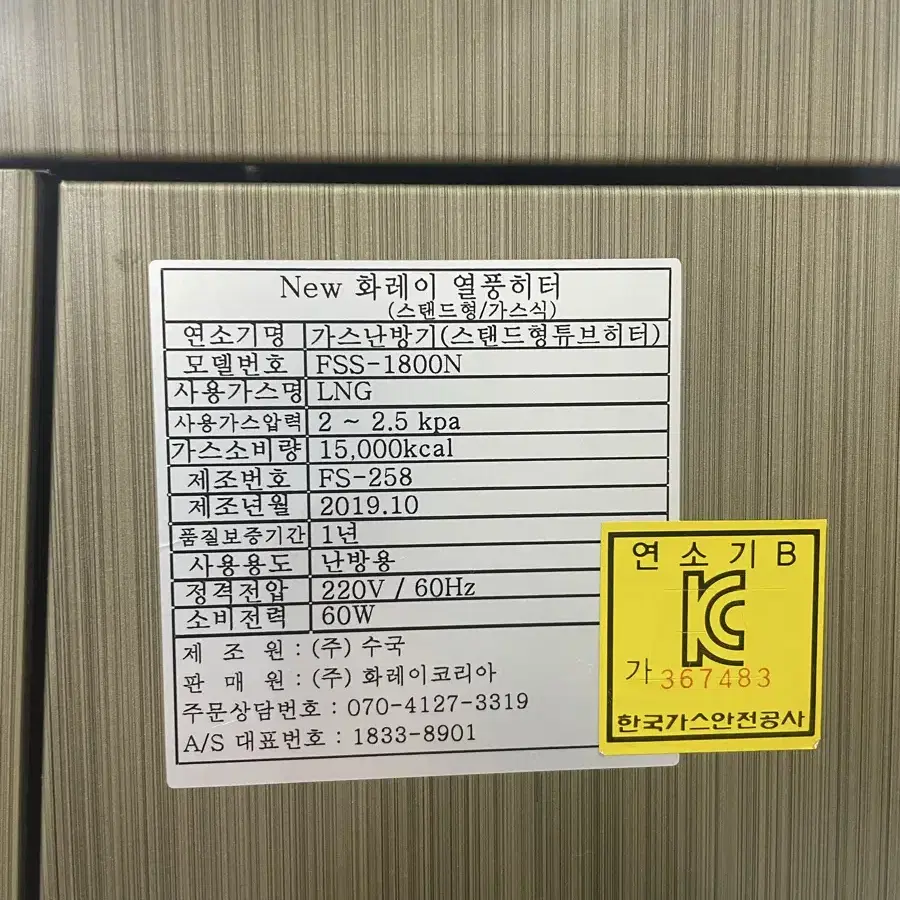 New 화레이 열풍히터
(스탠드형/가스식)
연소기명 가스난방기(스탠드형튜브히터)
모델번호 FSS-1800N
사용가스명 LNG
사용가스압력 2 ~ 2.5 kpa
가스소비량 15,000kcal
제조번호 FS-258
제조년월 2019.10
품질보증기간 1년
사용용도 난방용
정격전압 220V / 60Hz
소비전력 60W
제 조 원 : (주) 수국
판 매 원 : (주) 화레이코리아
주문상담번호 : 070-4127-3319
A/S 대표번호 : 1833-8901
연 소 기 B
KC
가 367483
한국가스안전공사